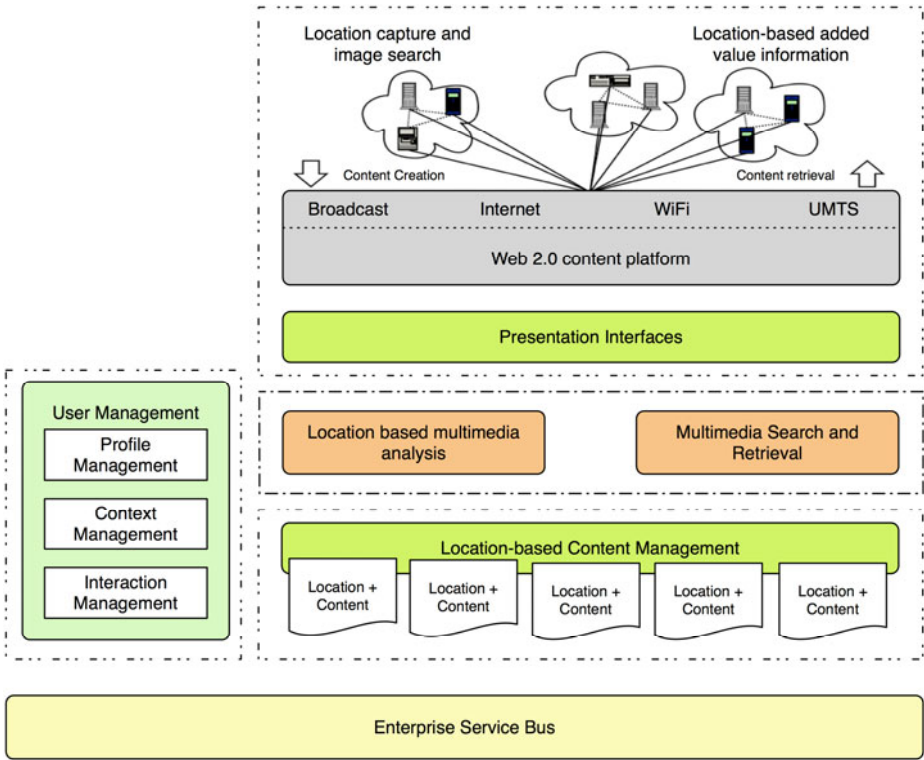 Location capture and
image search
Location-based added
value information
Content Creation
Content retrieval
Broadcast
Internet
WiFi
UMTS
Web 2.0 content platform
Presentation Interfaces
User Management
Profile
Management
Context
Management
Interaction
Management
Location based multimedia
analysis
Multimedia Search and
Retrieval
Location-based Content Management
Location +
Content
Location +
Content
Location +
Content
Location +
Content
Location +
Content
Enterprise Service Bus